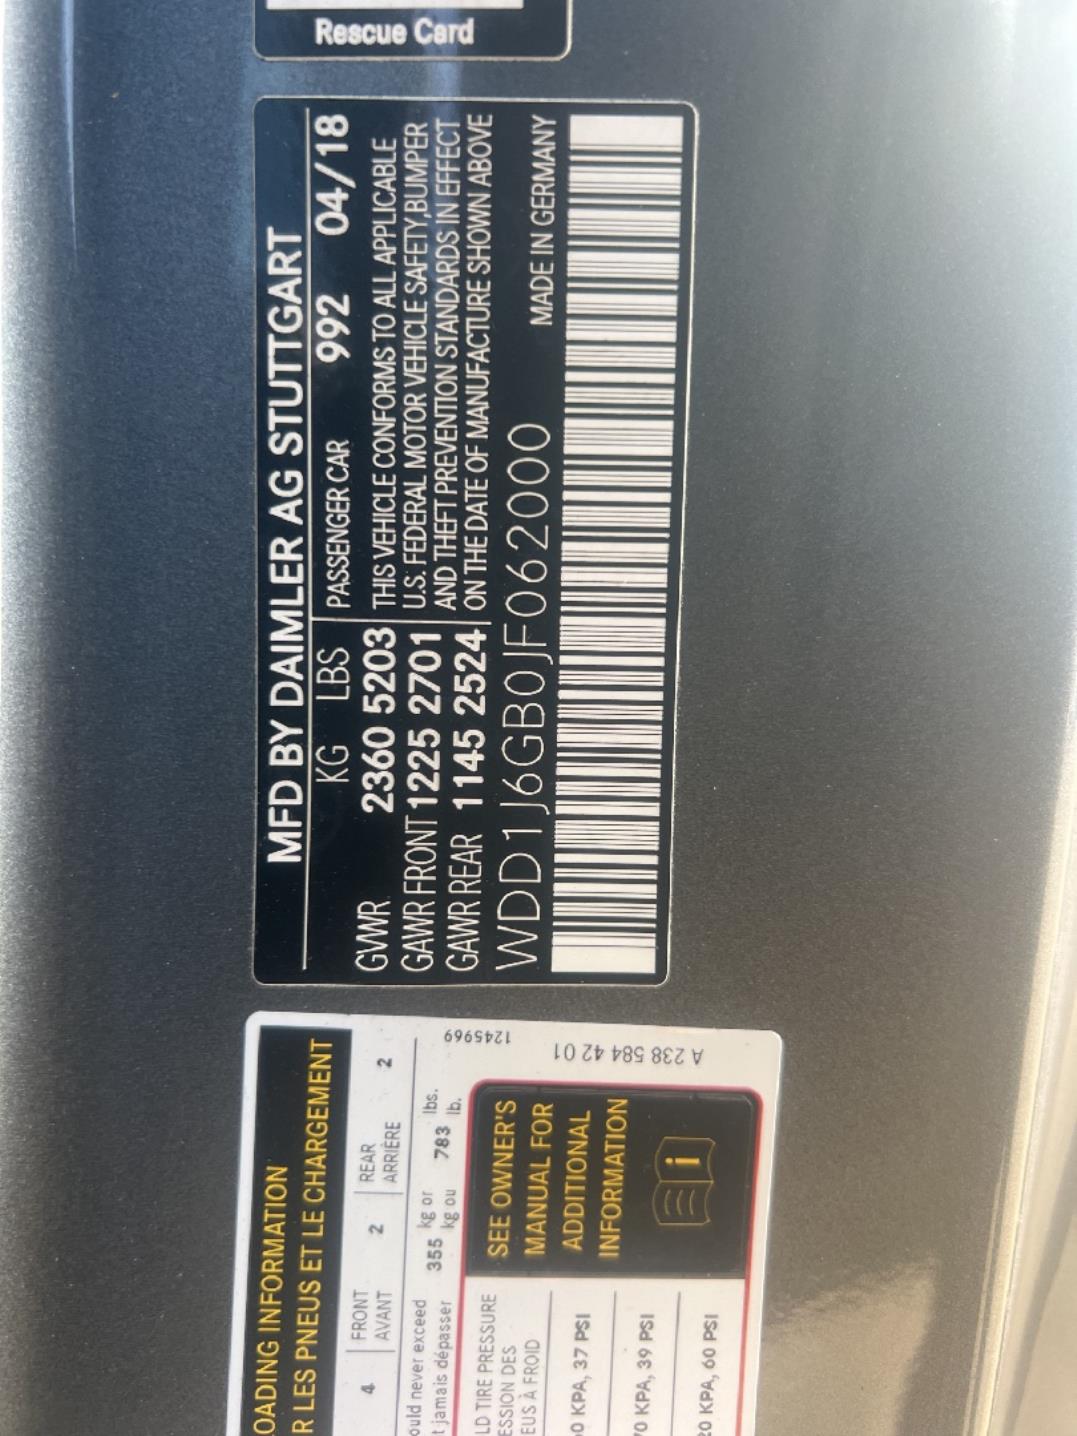 Rescue Card
MFD BY DAIMLER AG STUTTGART
KG LBS PASSENGER CAR 992 04/18
GVWR 2360 5203 THIS VEHICLE CONFORMS TO ALL APPLICABLE
GAWR FRONT 1225 2701 U.S. FEDERAL MOTOR VEHICLE SAFETY,BUMPER
GAWR REAR 1145 2524 AND THEFT PREVENTION STANDARDS IN EFFECT
ON THE DATE OF MANUFACTURE SHOWN ABOVE
WDD1J6GB0JF062000 MADE IN GERMANY
OADING INFORMATION
R LES PNEUS ET LE CHARGEMENT
4 FRONT 2 REAR 2
AVANT ARRIÈRE
ould never exceed 355 kg or 783 lbs.
t jamais dépasser kg ou lb.
LD TIRE PRESSURE
ESSION DES
EUS À FROID
0 KPA, 37 PSI
70 KPA, 39 PSI
20 KPA, 60 PSI
SEE OWNER'S
MANUAL FOR
ADDITIONAL
INFORMATION
i
1245969
A 238 584 42 01